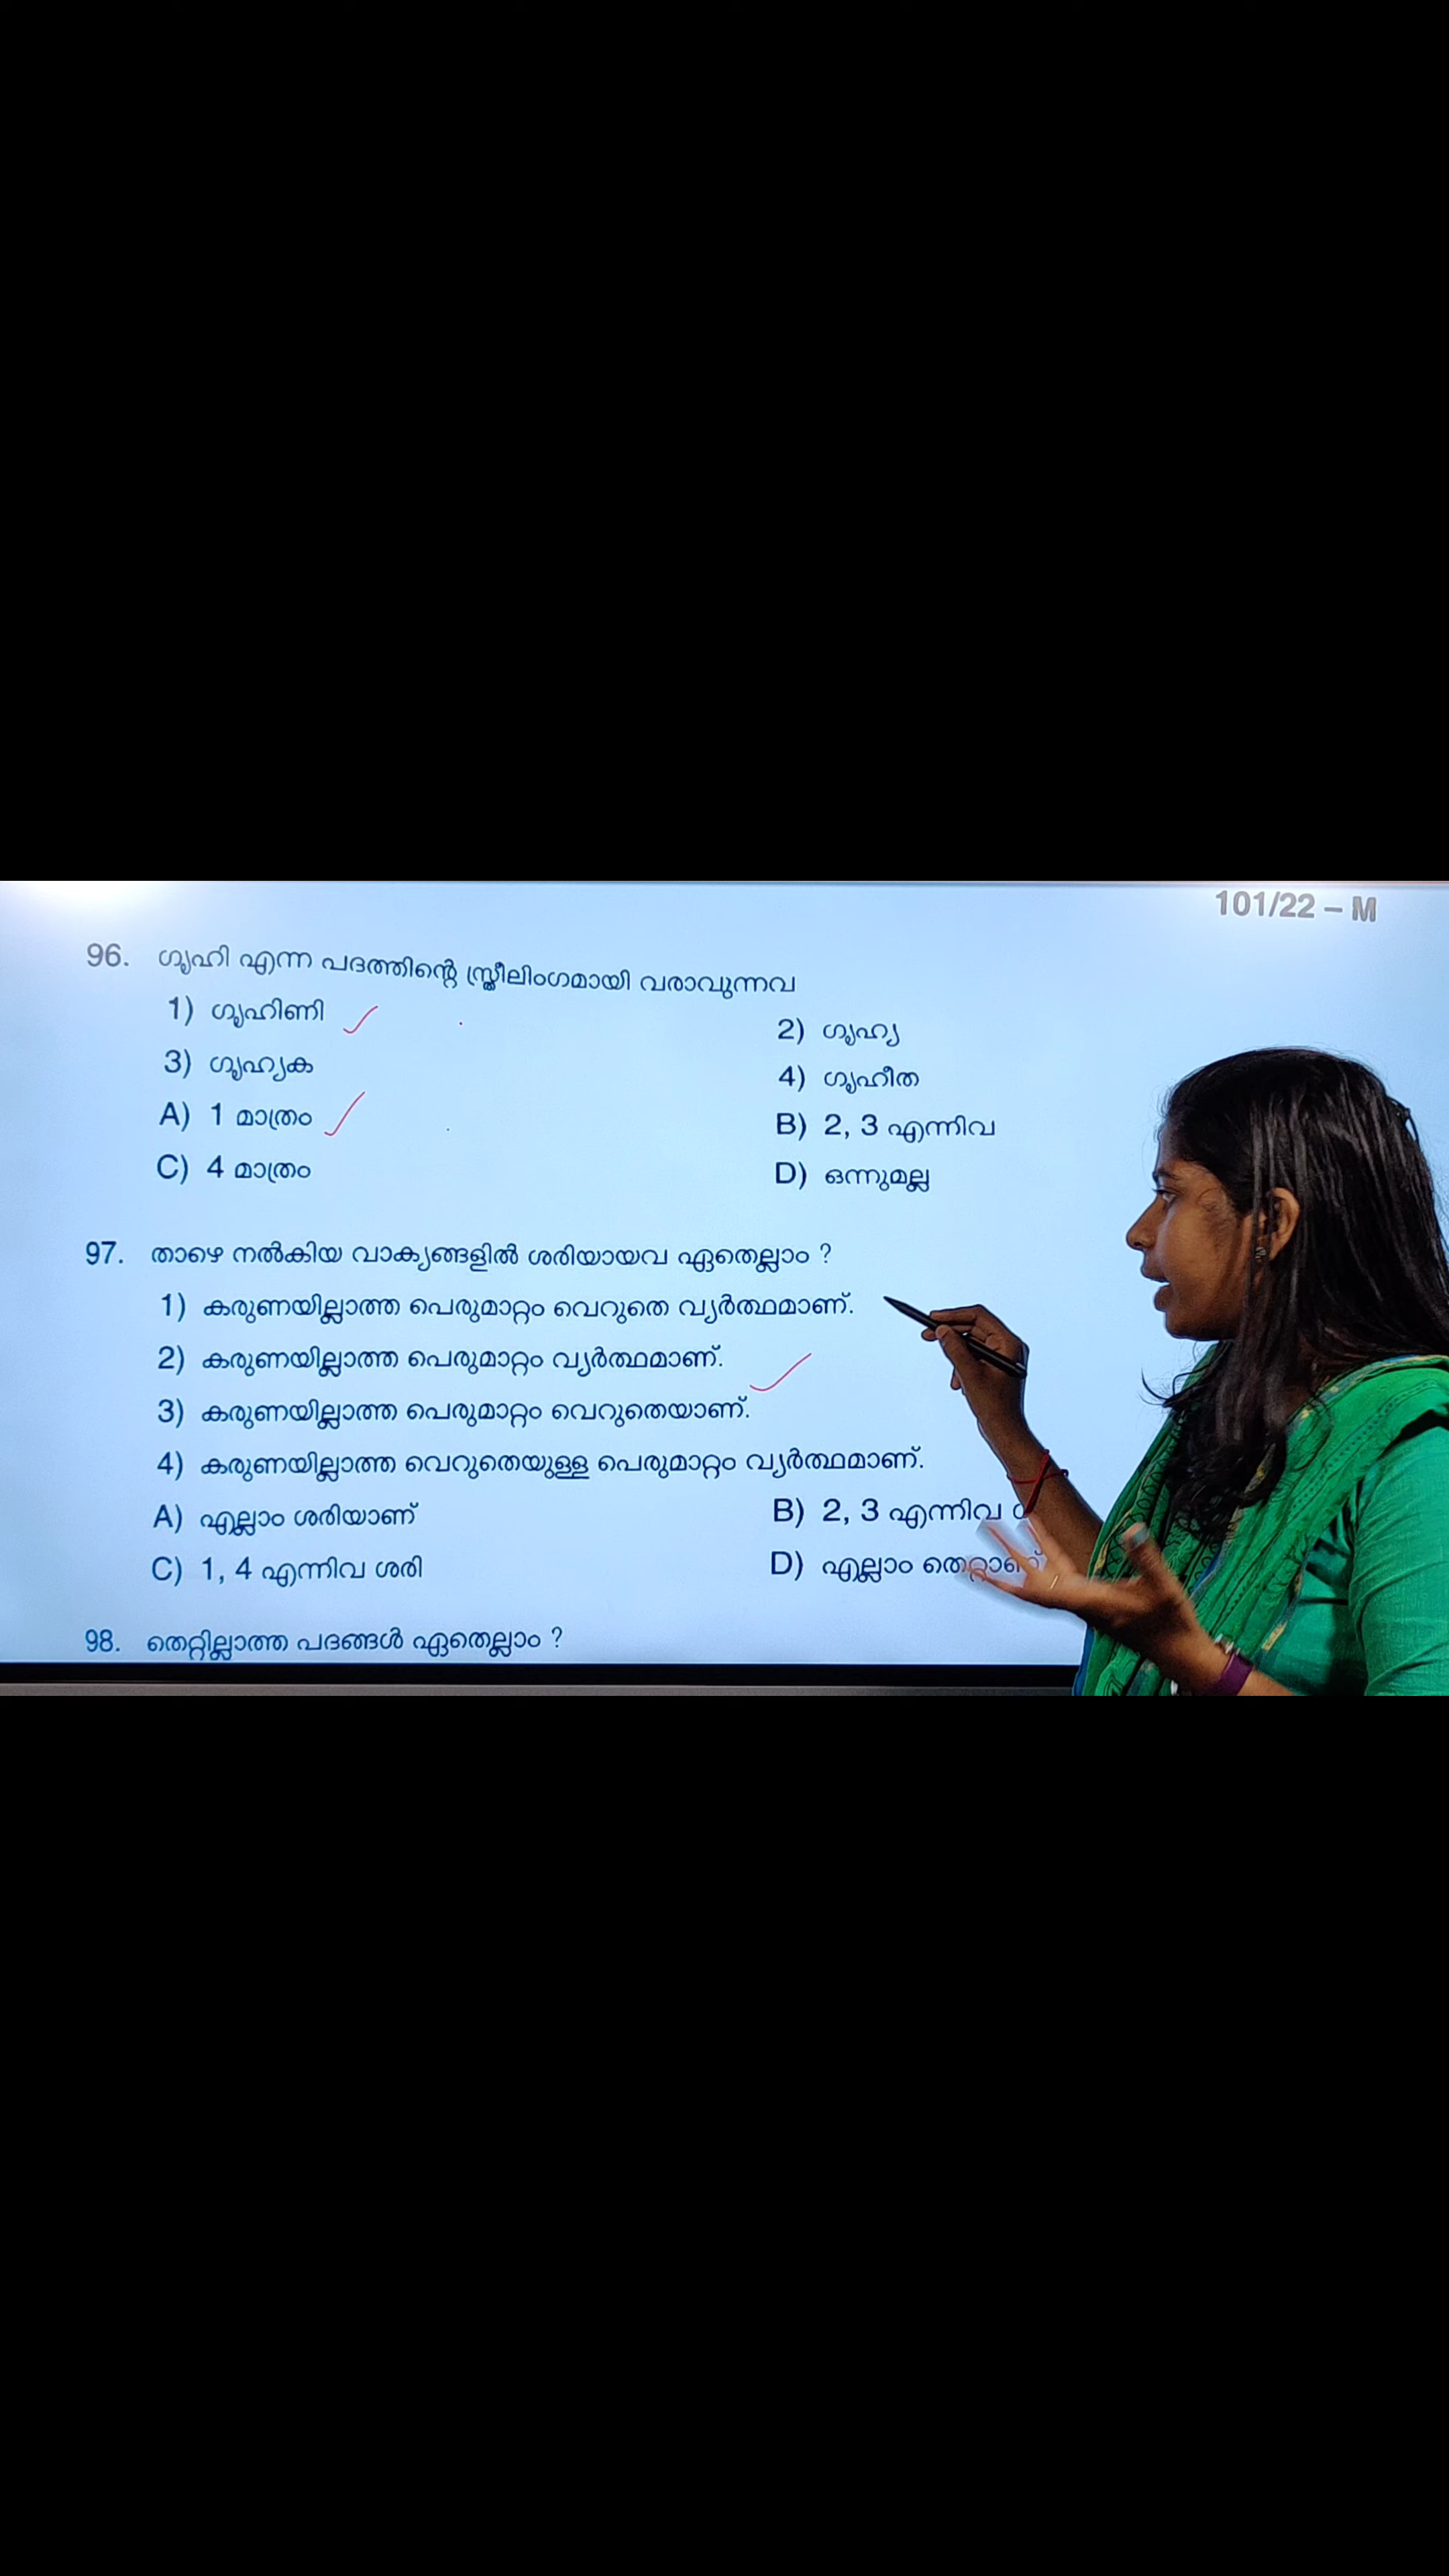 101/22 – M
96. ഗൃഹി എന്ന പദത്തിന്റെ സ്ത്രീലിംഗമായി വരാവുന്നവ
1) ഗൃഹിണി
2) ഗൃഹ്യ
3) ഗൃഹ്യക
4) ഗൃഹീത
A) 1 മാത്രം
B) 2, 3 എന്നിവ
C) 4 മാത്രം
D) ഒന്നുമല്ല
97. താഴെ നൽകിയ വാക്യങ്ങളിൽ ശരിയായവ ഏതെല്ലാം ?
1) കരുണയില്ലാത്ത പെരുമാറ്റം വെറുതെ വ്യർത്ഥമാണ്.
2) കരുണയില്ലാത്ത പെരുമാറ്റം വ്യർത്ഥമാണ്.
3) കരുണയില്ലാത്ത പെരുമാറ്റം വെറുതെയാണ്.
4) കരുണയില്ലാത്ത വെറുതെയുള്ള പെരുമാറ്റം വ്യർത്ഥമാണ്.
A) എല്ലാം ശരിയാണ്
B) 2, 3 എന്നിവ
C) 1, 4 എന്നിവ ശരി
D) എല്ലാം തെറ്റാണ്
98. തെറ്റില്ലാത്ത പദങ്ങൾ ഏതെല്ലാം ?